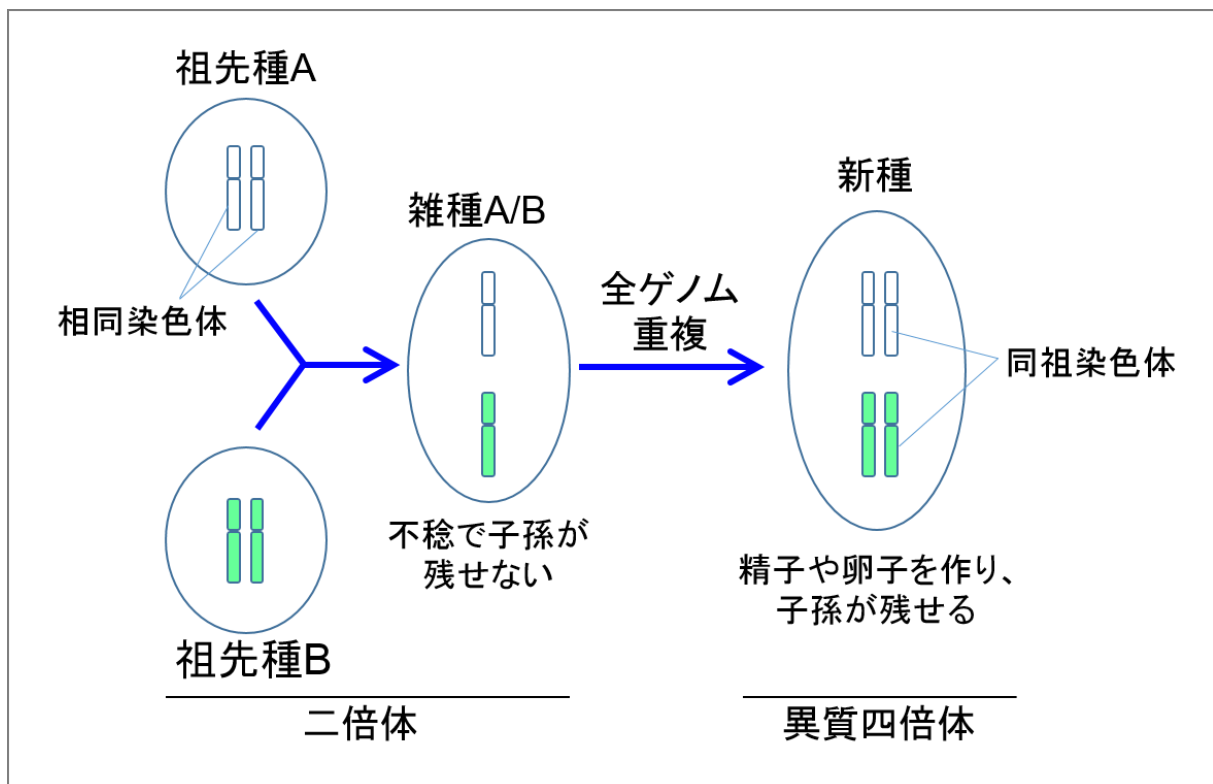 祖先種A
相同染色体
祖先種B
雑種A/B
不稔で子孫が
残せない
二倍体
全ゲノム
重複
新種
同祖染色体
精子や卵子を作り、
子孫が残せる
異質四倍体